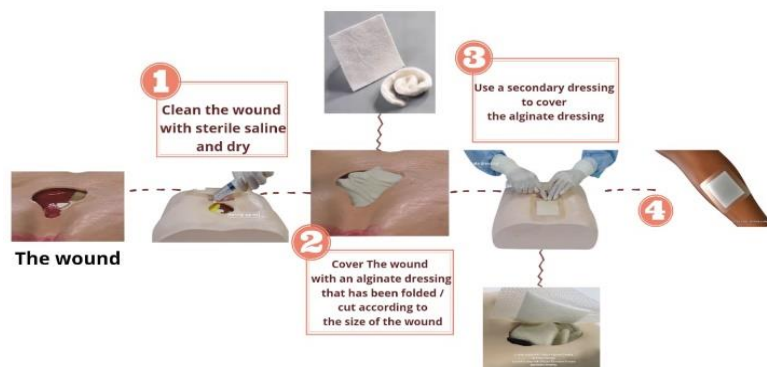 1
Clean the wound
with sterile saline
and dry
3
Use a secondary dressing
to cover
the alginate dressing
The wound
2
Cover The wound
with an alginate dressing
that has been folded /
cut according to
the size of the wound
4